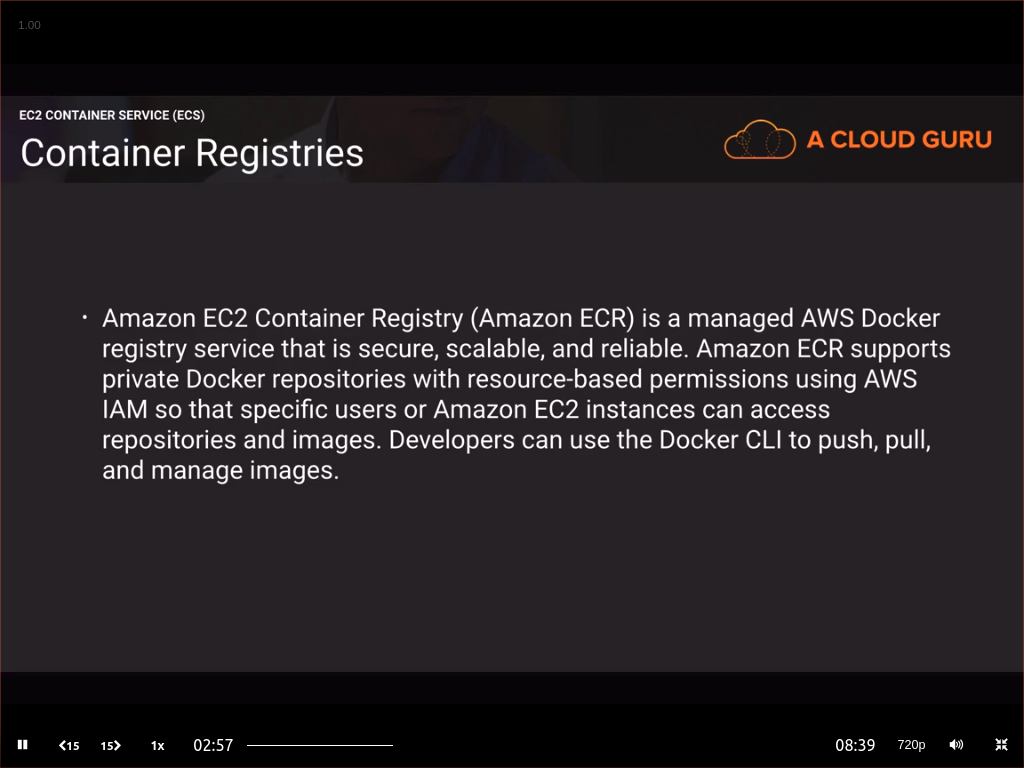 1.00
EC2 CONTAINER SERVICE (ECS)
Container Registries
A CLOUD GURU
· Amazon EC2 Container Registry (Amazon ECR) is a managed AWS Docker
registry service that is secure, scalable, and reliable. Amazon ECR supports
private Docker repositories with resource-based permissions using AWS
IAM so that specific users or Amazon EC2 instances can access
repositories and images. Developers can use the Docker CLI to push, pull,
and manage images.
15 15 1x 02:57 08:39 720p